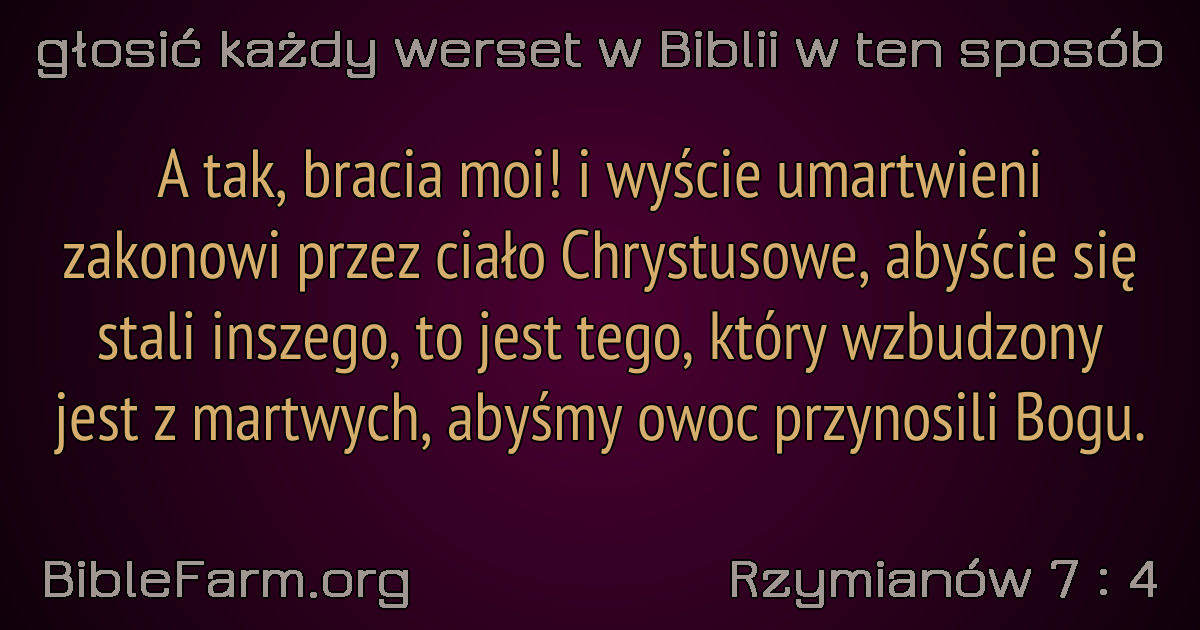 głosić każdy werset w Biblii w ten sposób
A tak, bracia moi! i wyście umartwieni
zakonowi przez ciało Chrystusowe, abyście się
stali inszego, to jest tego, który wzbudzony
jest z martwych, abyśmy owoc przynosili Bogu.
BibleFarm.org
Rzymianów 7 : 4